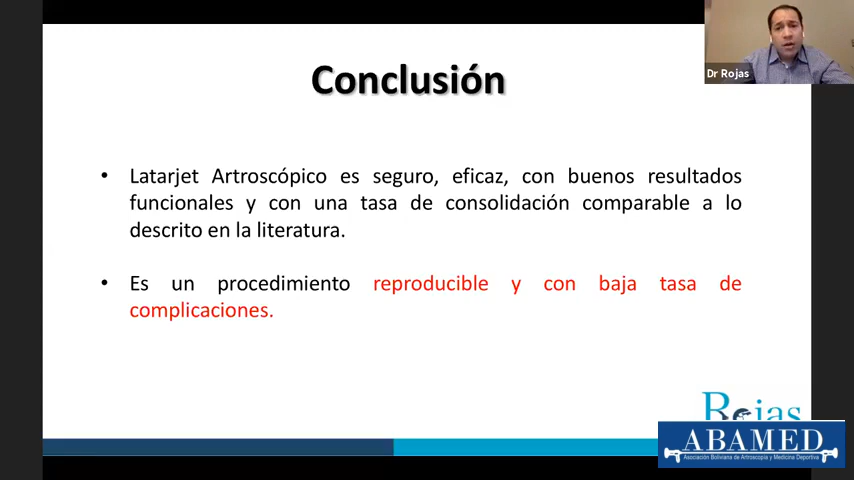 Conclusión
Dr Rojas
• Latarjet Artroscópico es seguro, eficaz, con buenos resultados
funcionales y con una tasa de consolidación comparable a lo
descrito en la literatura.
• Es un procedimiento reproducible y con baja tasa de
complicaciones.
Rojas
ABAMED
Asociación Boliviana de Artroscopía y Medicina Deportiva